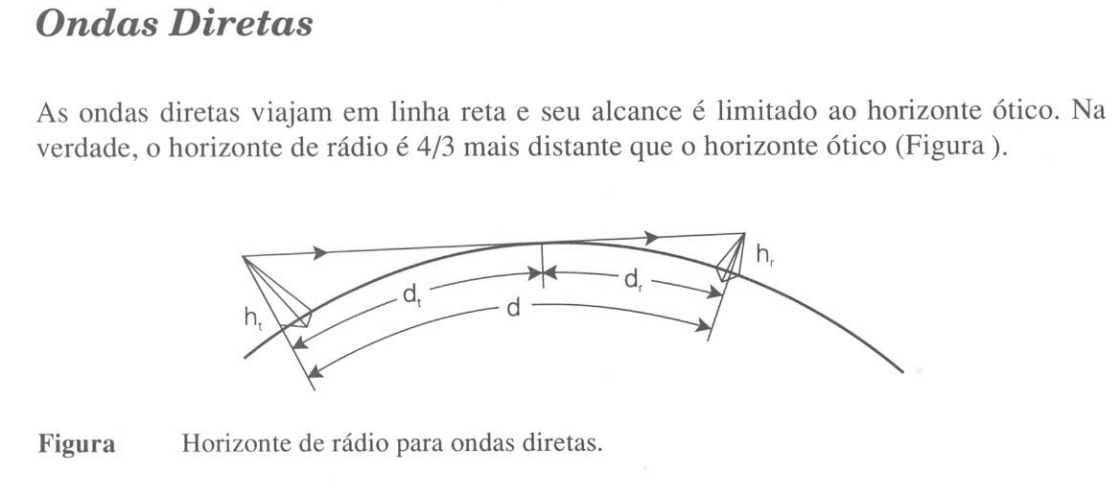 Ondas Diretas
As ondas diretas viajam em linha reta e seu alcance é limitado ao horizonte ótico. Na
verdade, o horizonte de rádio é 4/3 mais distante que o horizonte ótico (Figura ).
hₜ
dₜ
d
dᵣ
hᵣ
Figura Horizonte de rádio para ondas diretas.